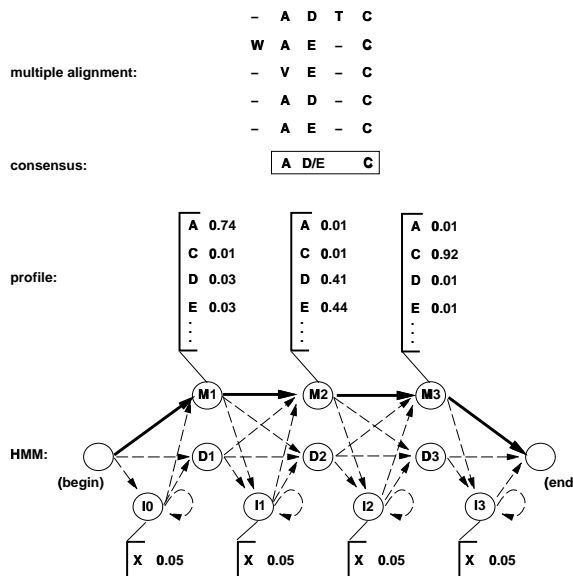 – A D T C
W A E – C
multiple alignment: – V E – C
– A D – C
– A E – C
consensus: A D/E C
A 0.74 A 0.01 A 0.01
C 0.01 C 0.01 C 0.92
profile: D 0.03 D 0.41 D 0.01
E 0.03 E 0.44 E 0.01
M1 M2 M3
HMM: D1 D2 D3
(begin) (end
I0 I1 I2 I3
X 0.05 X 0.05 X 0.05 X 0.05